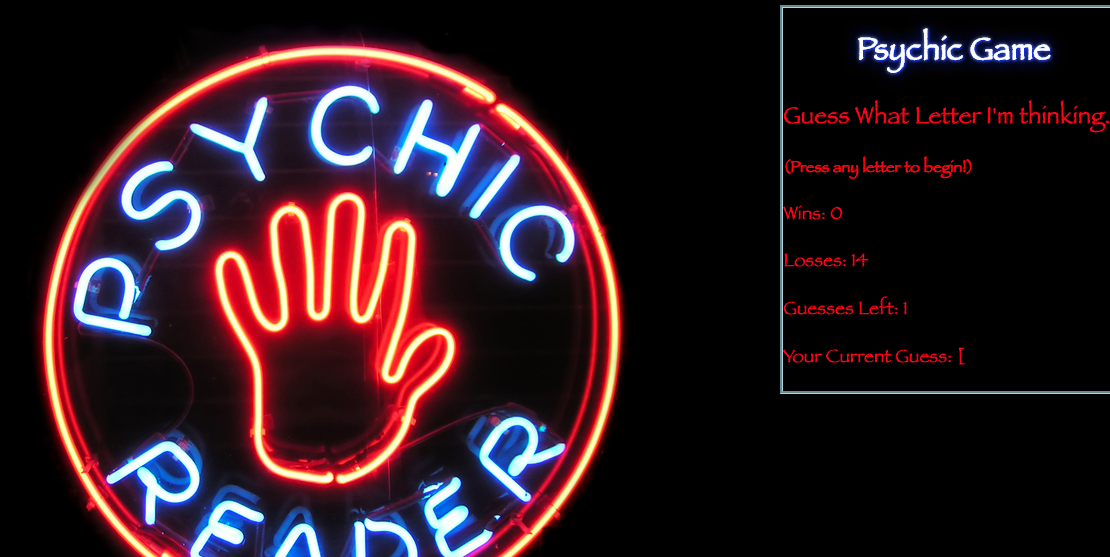 PSYCHIC
READER
Psychic Game
Guess What Letter I'm thinking.
(Press any letter to begin!)
Wins: 0
Losses: 14
Guesses Left: 1
Your Current Guess: [